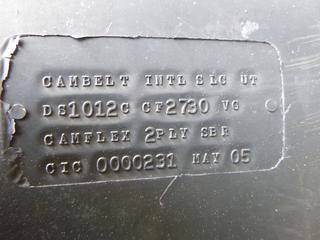 CAMBELT INTL SLC UT
DS1012C CF2730 VG
CAMFLEX 2PLY SBR
CIC 0000231 MAY 05